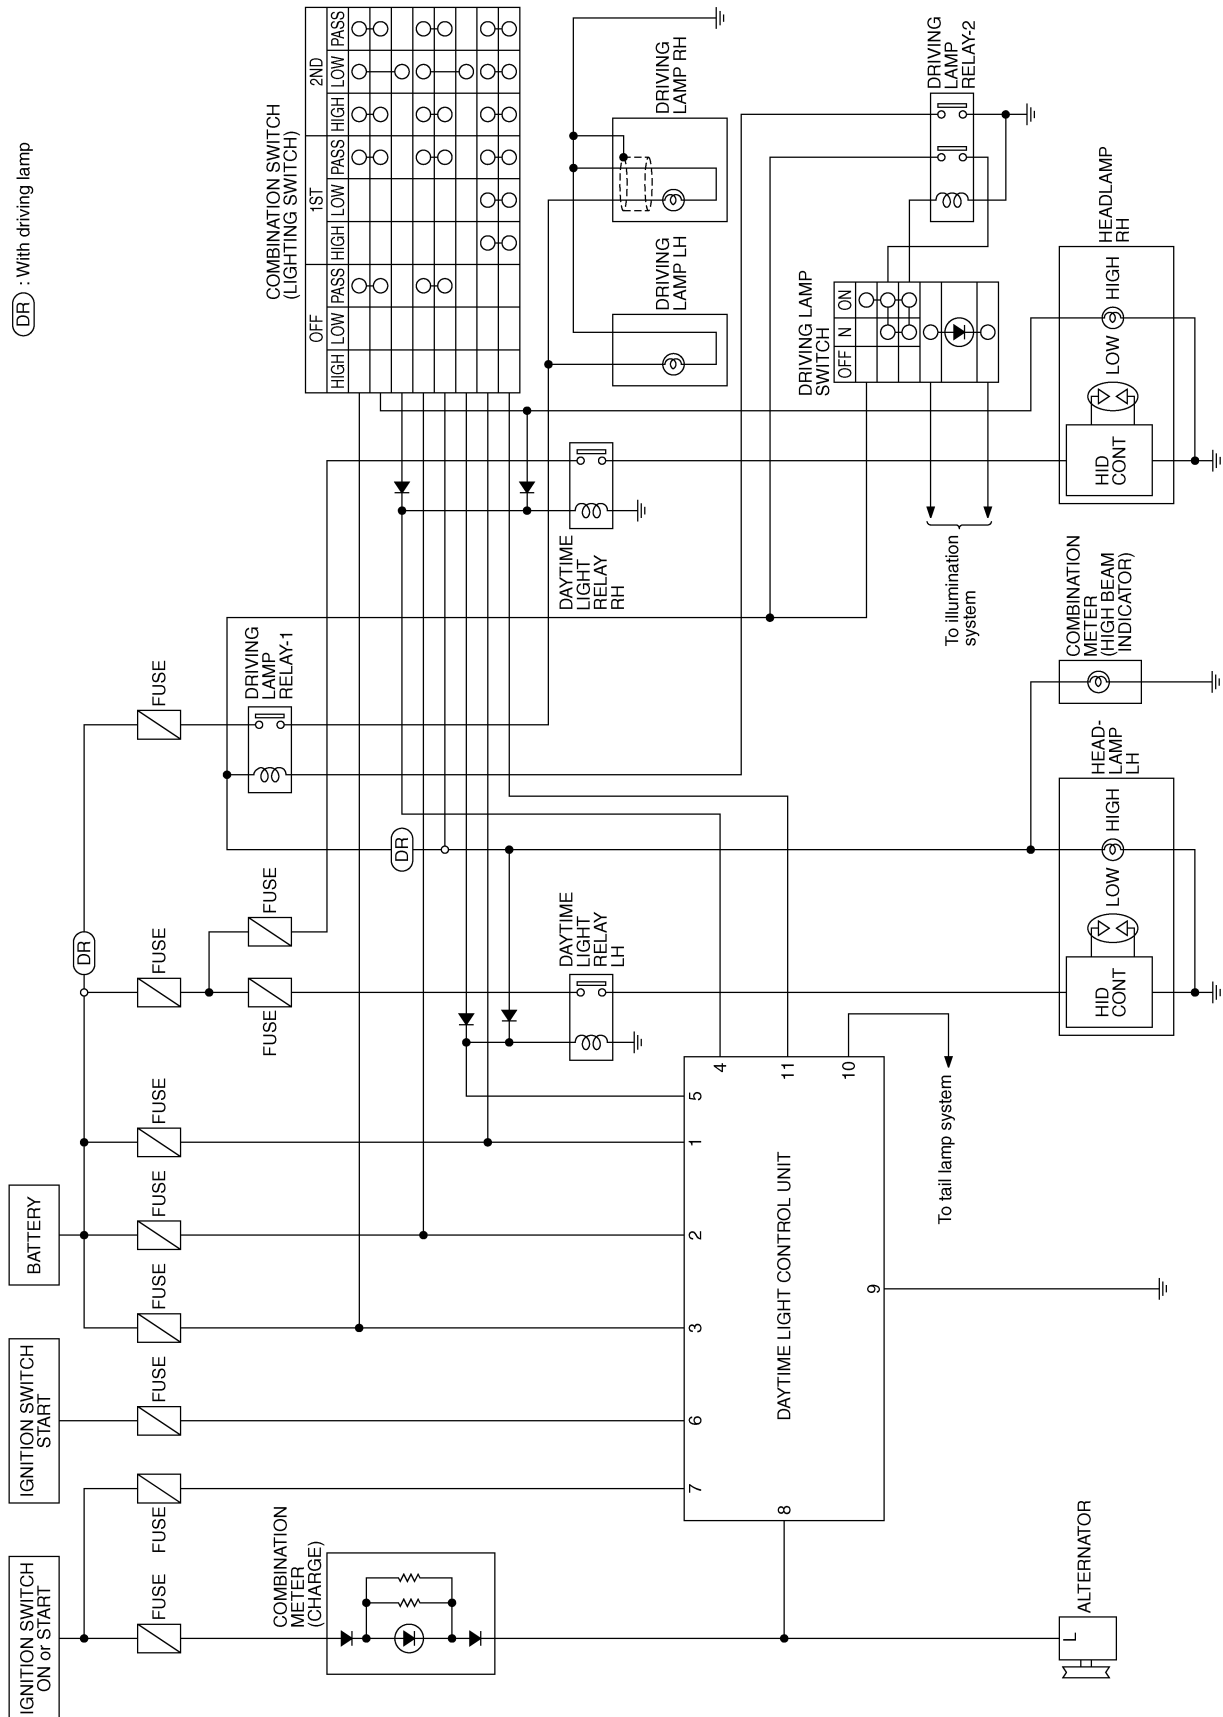 IGNITION SWITCH
ON or START
IGNITION SWITCH
START
BATTERY
DR : With driving lamp
FUSE
FUSE
FUSE
FUSE
FUSE
FUSE
FUSE
DR
FUSE
FUSE
FUSE
COMBINATION
METER
(CHARGE)
DRIVING
LAMP
RELAY-1
DR
COMBINATION SWITCH
(LIGHTING SWITCH)
OFF
1ST
2ND
HIGH
LOW
PASS
HIGH
LOW
PASS
HIGH
LOW
PASS
DAYTIME
LIGHT
RELAY
LH
DAYTIME
LIGHT
RELAY
RH
DRIVING
LAMP LH
DRIVING
LAMP RH
7
6
3
2
1
5
8
DAYTIME LIGHT CONTROL UNIT
4
11
10
9
To tail lamp system
DRIVING LAMP
SWITCH
OFF
N
ON
DRIVING
LAMP
RELAY-2
To illumination
system
ALTERNATOR
L
HEAD-
LAMP
LH
HID
CONT
LOW
HIGH
COMBINATION
METER
(HIGH BEAM
INDICATOR)
HEADLAMP
RH
HID
CONT
LOW
HIGH